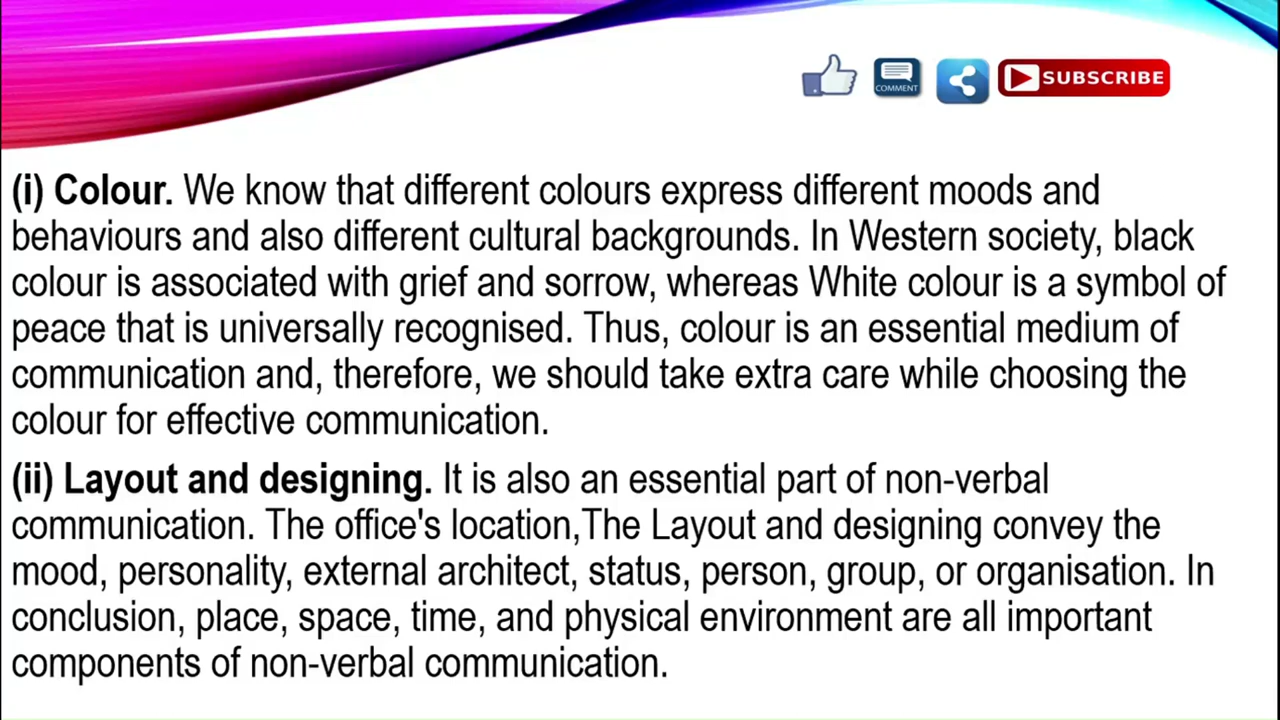 COMMENT
SUBSCRIBE
(i) Colour. We know that different colours express different moods and
behaviours and also different cultural backgrounds. In Western society, black
colour is associated with grief and sorrow, whereas White colour is a symbol of
peace that is universally recognised. Thus, colour is an essential medium of
communication and, therefore, we should take extra care while choosing the
colour for effective communication.
(ii) Layout and designing. It is also an essential part of non-verbal
communication. The office's location,The Layout and designing convey the
mood, personality, external architect, status, person, group, or organisation. In
conclusion, place, space, time, and physical environment are all important
components of non-verbal communication.